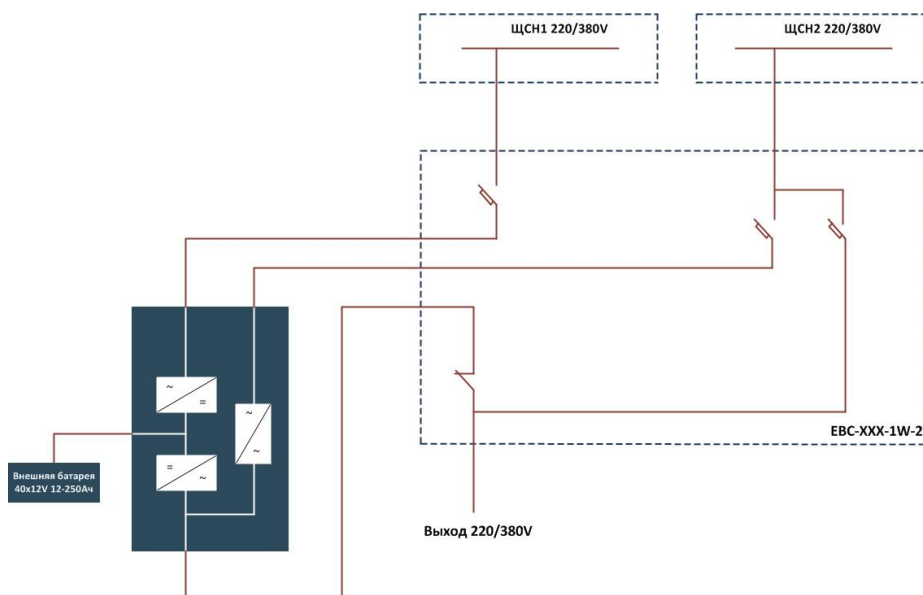 ЩСН1 220/380V
ЩСН2 220/380V
~
=
~
=
~
~
EBC-XXX-1W-2
Внешняя батарея
40x12V 12-250Ач
Выход 220/380V